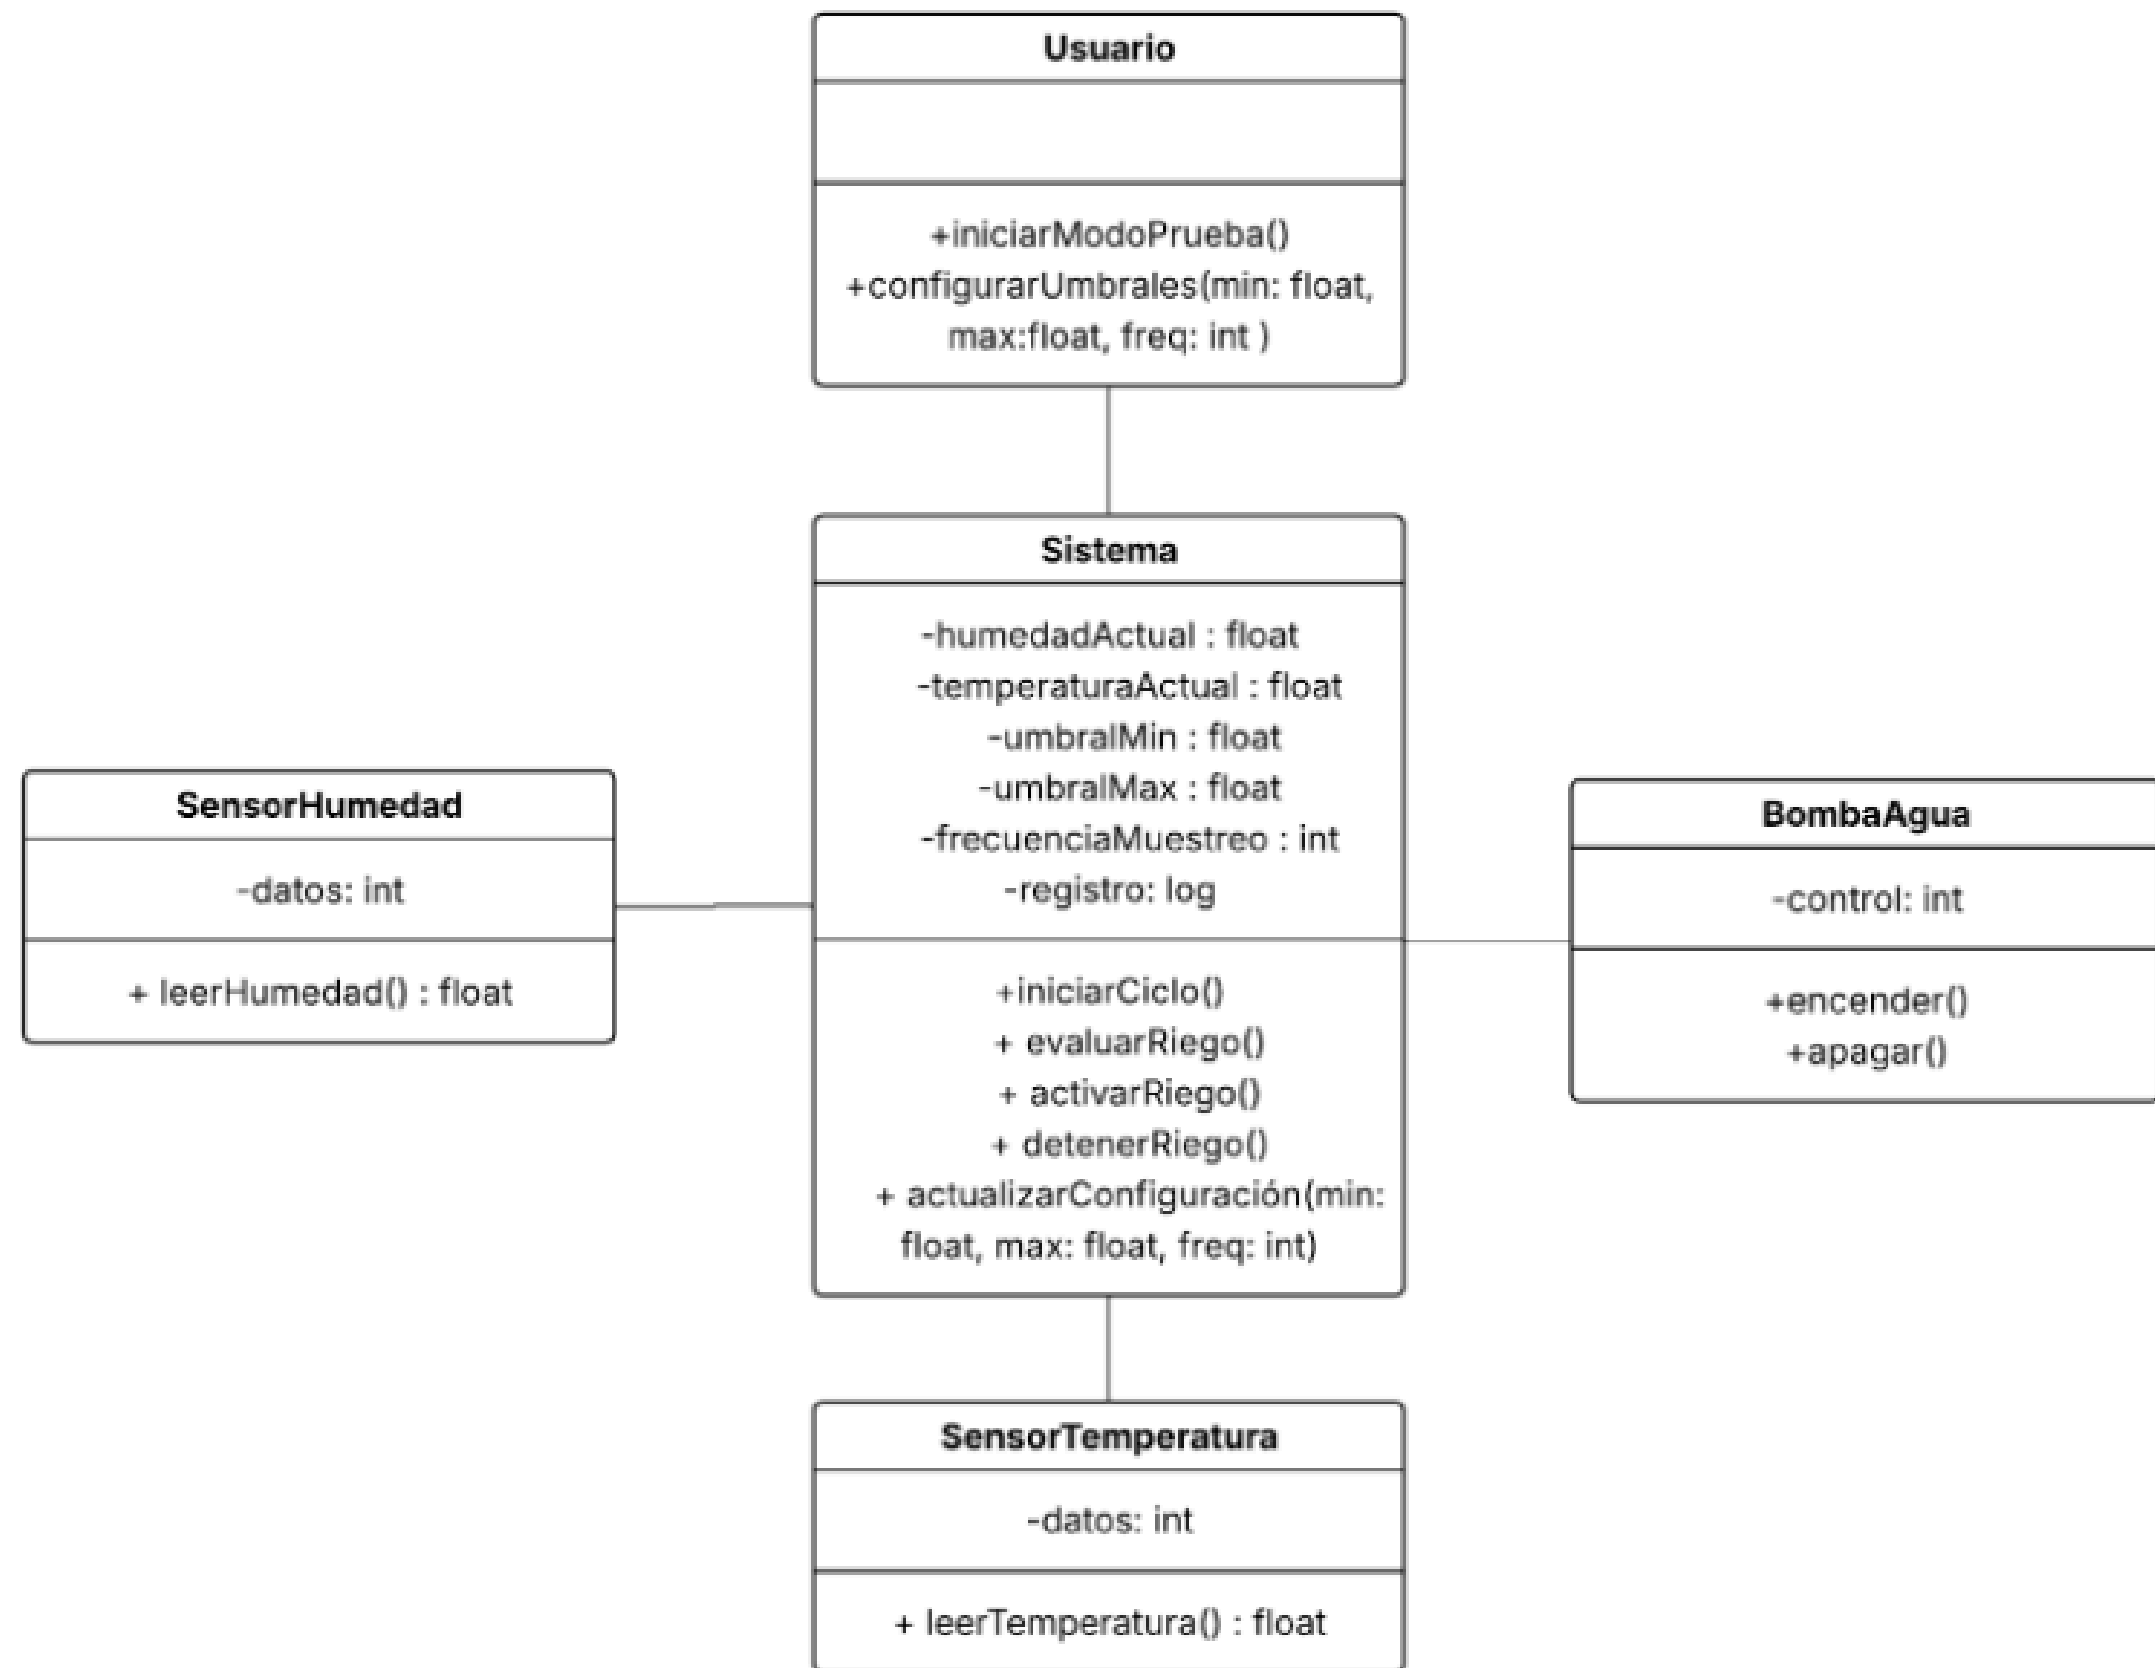 Usuario
+iniciarModoPrueba()
+configurarUmbrales(min: float,
max:float, freq: int )
Sistema
-humedadActual : float
-temperaturaActual : float
-umbralMin : float
-umbralMax : float
-frecuenciaMuestreo : int
-registro: log
+iniciarCiclo()
+ evaluarRiego()
+ activarRiego()
+ detenerRiego()
+ actualizarConfiguración(min:
float, max: float, freq: int)
SensorHumedad
-datos: int
+ leerHumedad() : float
BombaAgua
-control: int
+encender()
+apagar()
SensorTemperatura
-datos: int
+ leerTemperatura() : float